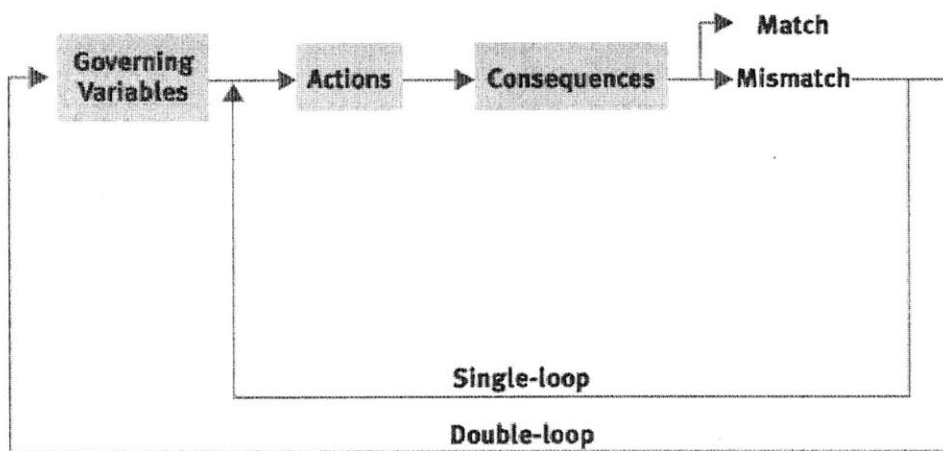 Governing
Variables
Actions
Consequences
Match
Mismatch
Single-loop
Double-loop